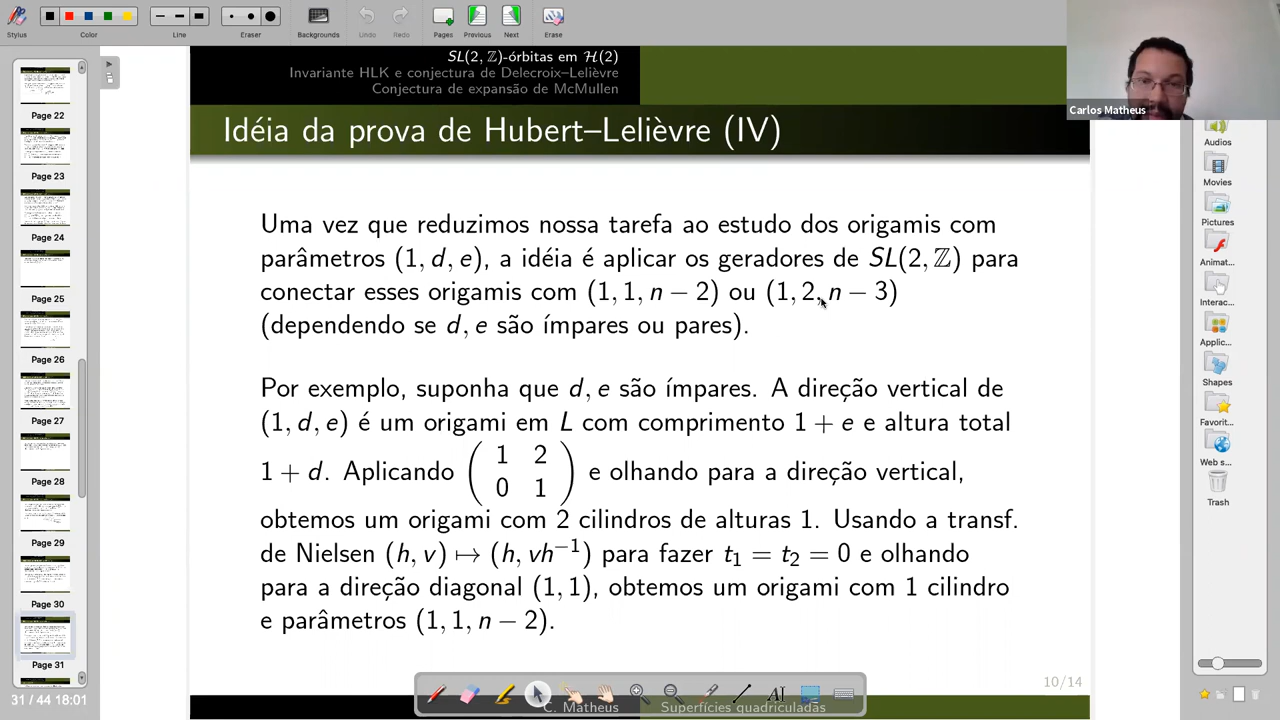 Stylus
Color
Line
Eraser
Backgrounds
Undo
Redo
Pages
Previous
Next
Erase
SL(2, ℤ)-órbitas em ℋ(2)
Invariante HLK e conjectura de Delecroix–Lelièvre
Conjectura de expansão de McMullen
Carlos Matheus
Idéia da prova de Hubert–Lelièvre (IV)
Uma vez que reduzimos nossa tarefa ao estudo dos origamis com
parâmetros (1, d, e), a idéia é aplicar os geradores de SL(2, ℤ) para
conectar esses origamis com (1, 1, n − 2) ou (1, 2, n − 3)
(dependendo se d, e são ímpares ou pares).
Por exemplo, suponha que d, e são ímpares. A direção vertical de
(1, d, e) é um origami em L com comprimento 1 + e e altura total
1 + d. Aplicando ( 1 2 0 1 ) e olhando para a direção vertical,
obtemos um origami com 2 cilindros de alturas 1. Usando a transf.
de Nielsen (h, v) ↦ (h, vh⁻¹) para fazer t₁ = t₂ = 0 e olhando
para a direção diagonal (1, 1), obtemos um origami com 1 cilindro
e parâmetros (1, 1, n − 2).
10/14
C. Matheus
Superfícies quadriculadas
Page 22
Page 23
Page 24
Page 25
Page 26
Page 27
Page 28
Page 29
Page 30
Page 31
31 / 44 18:01
Audios
Movies
Pictures
Animat...
Interac...
Applic...
Shapes
Favorit...
Web s...
Trash